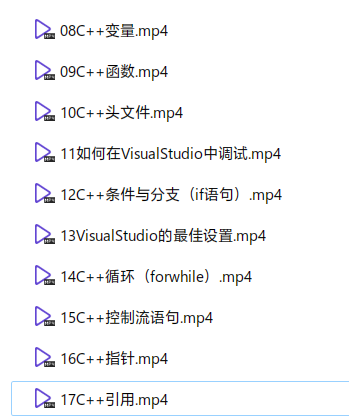 08C++变量.mp4
09C++函数.mp4
10C++头文件.mp4
11如何在VisualStudio中调试.mp4
12C++条件与分支（if语句）.mp4
13VisualStudio的最佳设置.mp4
14C++循环（forwhile）.mp4
15C++控制流语句.mp4
16C++指针.mp4
17C++引用.mp4